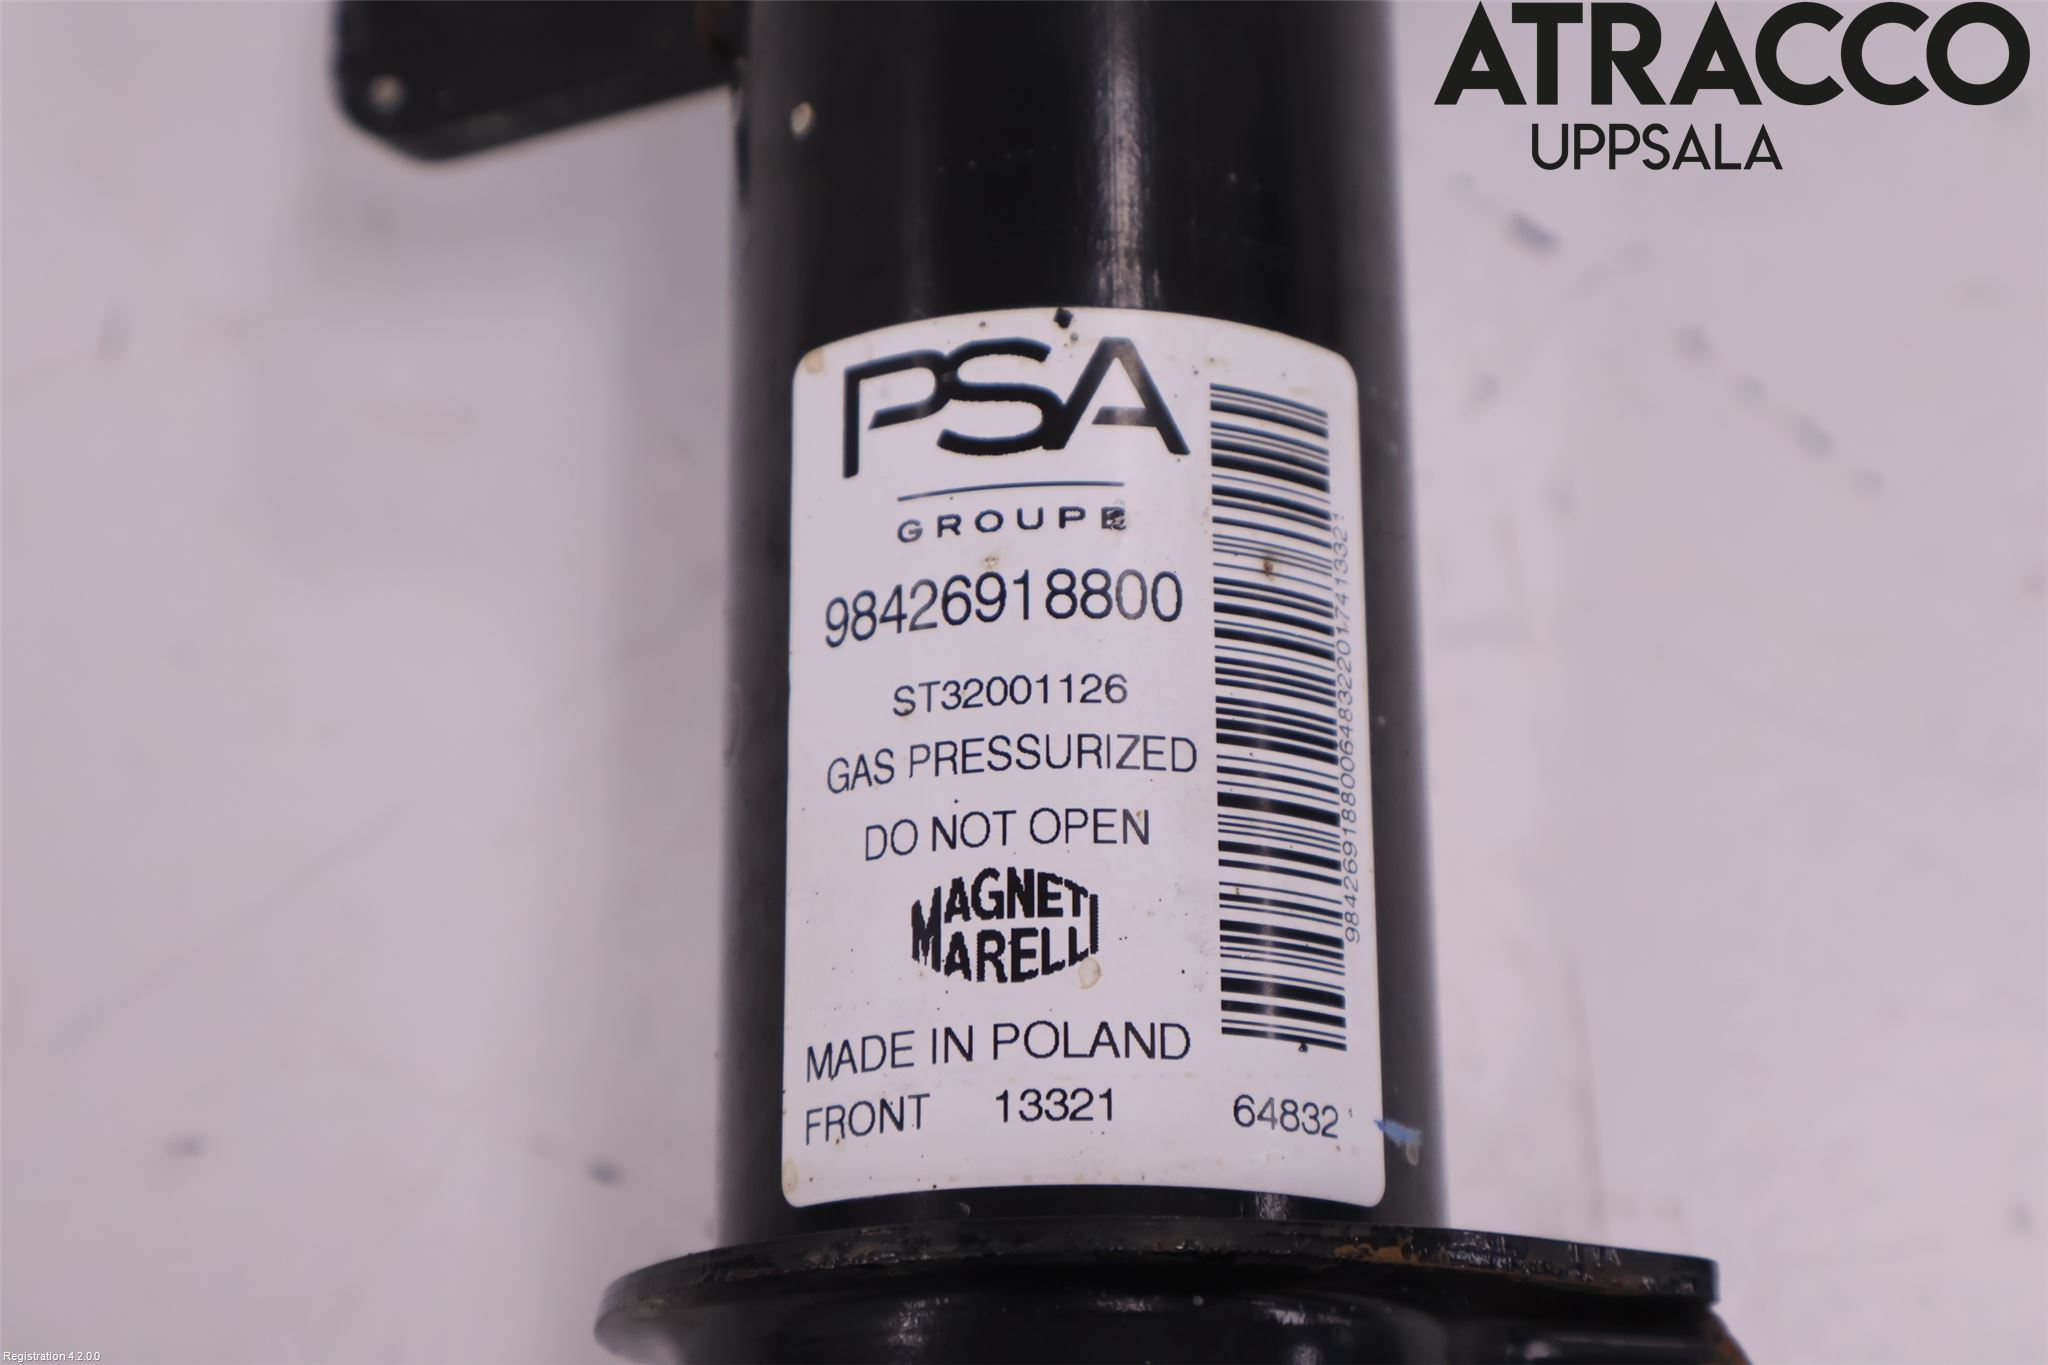 ATRACCO
UPPSALA
PSA
GROUPE
98426918800
ST32001126
GAS PRESSURIZED
DO NOT OPEN
MAGNETI
MARELLI
MADE IN POLAND
FRONT 13321 64832
98426918800648322017413321
Registration 4.2.0.0